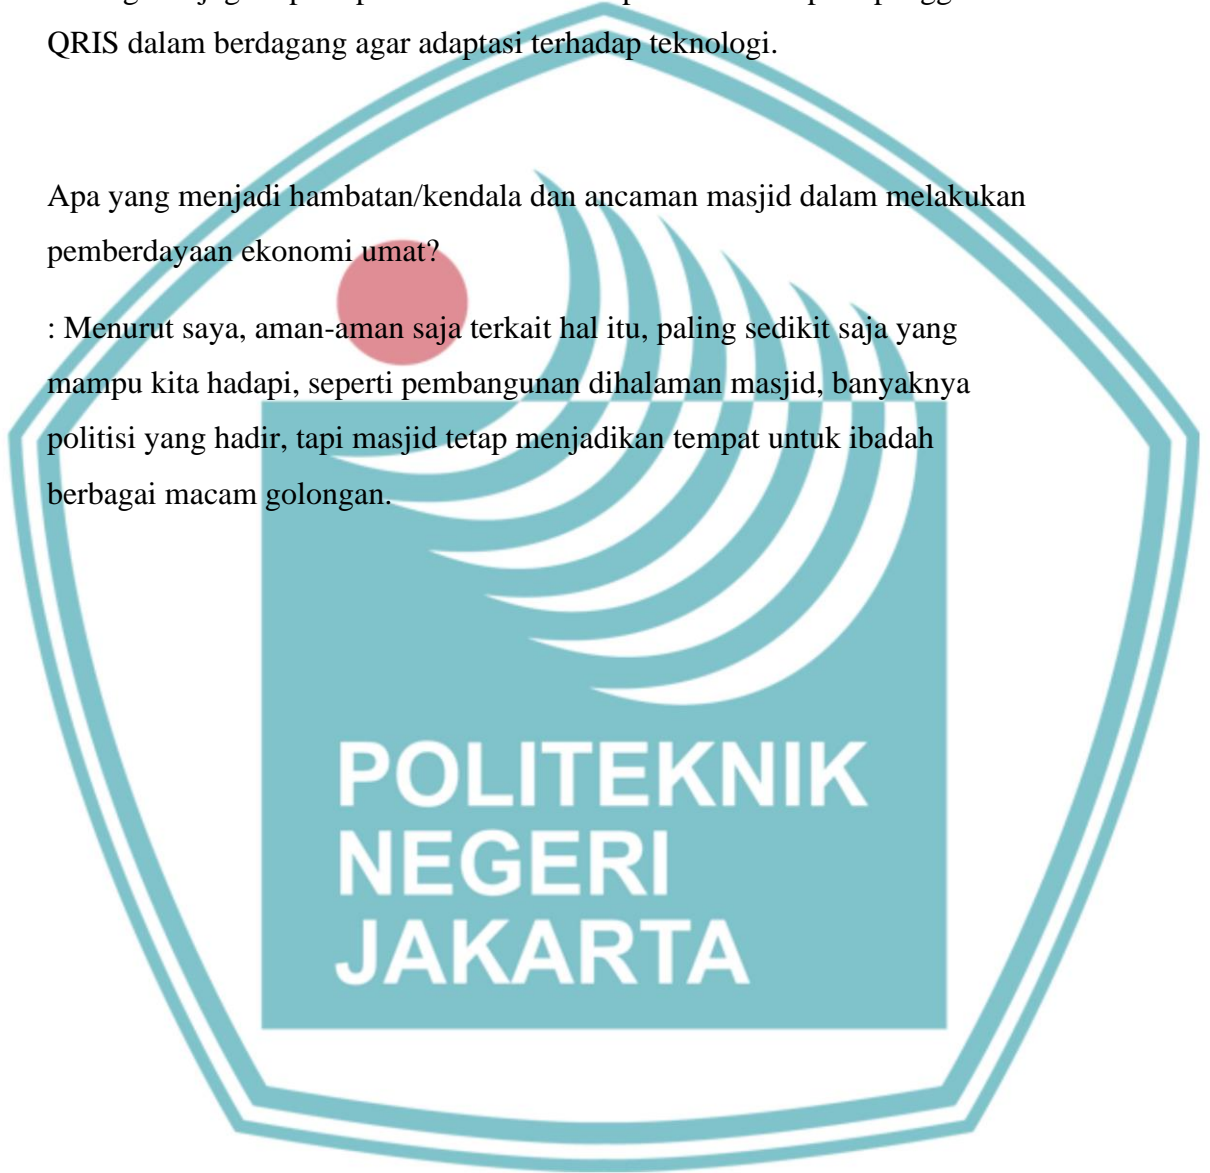 QRIS dalam berdagang agar adaptasi terhadap teknologi.
Apa yang menjadi hambatan/kendala dan ancaman masjid dalam melakukan
pemberdayaan ekonomi umat?
: Menurut saya, aman-aman saja terkait hal itu, paling sedikit saja yang
mampu kita hadapi, seperti pembangunan dihalaman masjid, banyaknya
politisi yang hadir, tapi masjid tetap menjadikan tempat untuk ibadah
berbagai macam golongan.
POLITEKNIK
NEGERI
JAKARTA